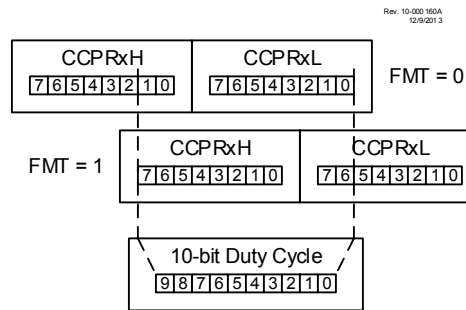 Rev. 10-000 160A
12/9/201 3
CCPRxH CCPRxL
7 6 5 4 3 2 1 0 7 6 5 4 3 2 1 0
FMT = 0
CCPRxH CCPRxL
FMT = 1
7 6 5 4 3 2 1 0 7 6 5 4 3 2 1 0
10-bit Duty Cycle
9 8 7 6 5 4 3 2 1 0